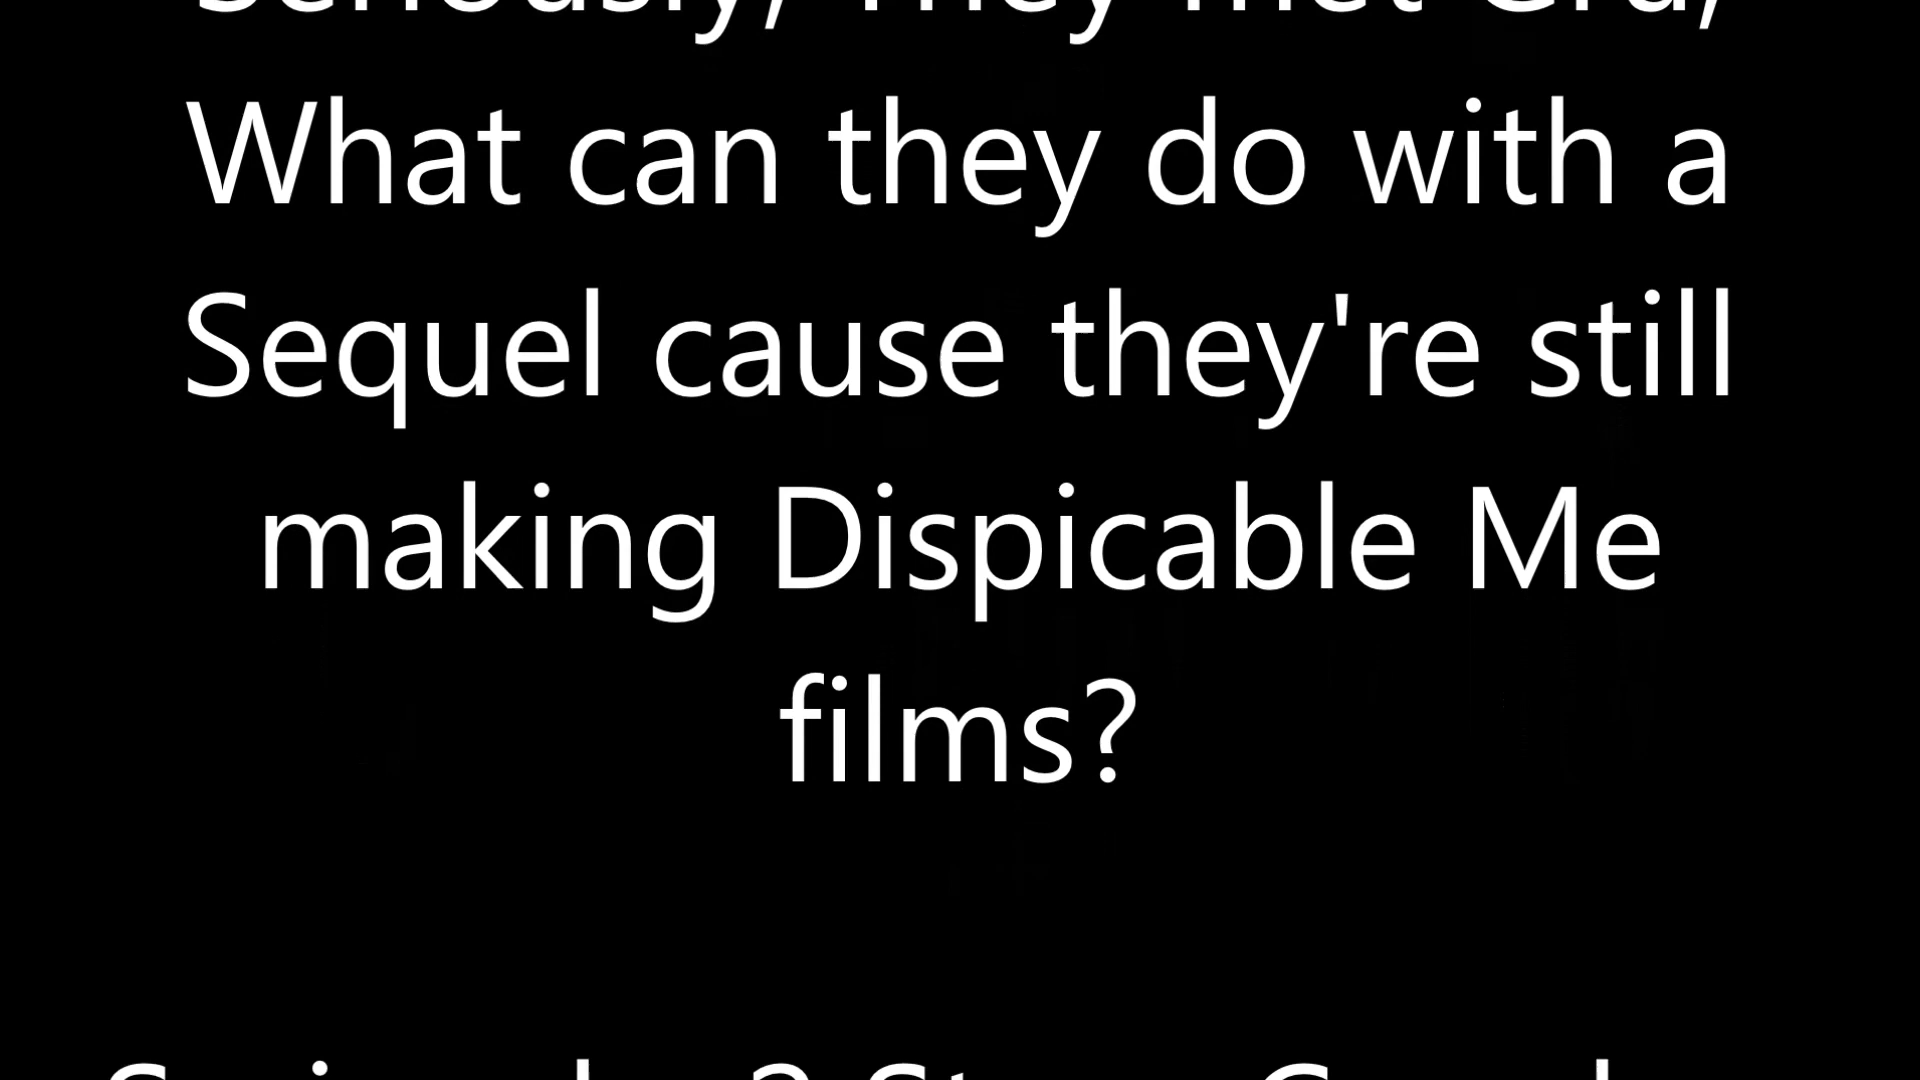 Seriously, They met Gru,
What can they do with a
Sequel cause they're still
making Dispicable Me
films?